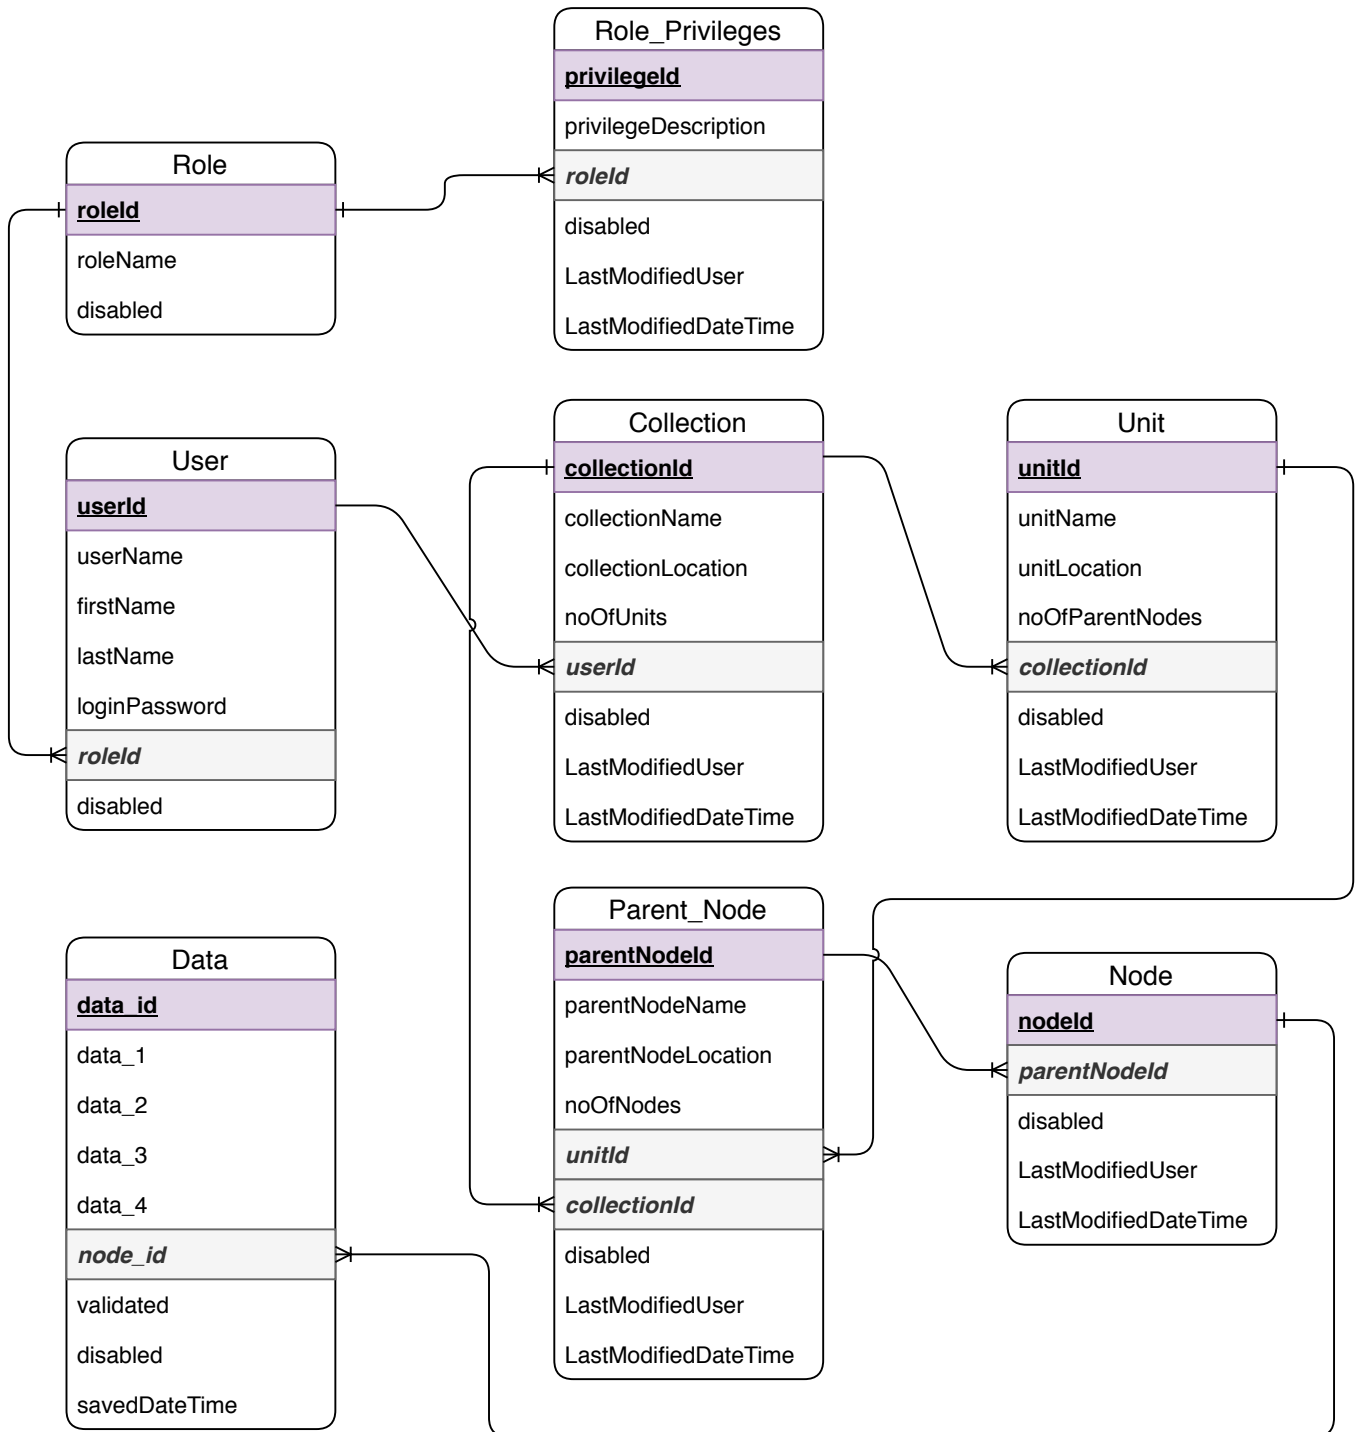 Role_Privileges
privilegeId
privilegeDescription
roleId
disabled
LastModifiedUser
LastModifiedDateTime
Role
roleId
roleName
disabled
User
userId
userName
firstName
lastName
loginPassword
roleId
disabled
Collection
collectionId
collectionName
collectionLocation
noOfUnits
userId
disabled
LastModifiedUser
LastModifiedDateTime
Unit
unitId
unitName
unitLocation
noOfParentNodes
collectionId
disabled
LastModifiedUser
LastModifiedDateTime
Data
data_id
data_1
data_2
data_3
data_4
node_id
validated
disabled
savedDateTime
Parent_Node
parentNodeId
parentNodeName
parentNodeLocation
noOfNodes
unitId
collectionId
disabled
LastModifiedUser
LastModifiedDateTime
Node
nodeId
parentNodeId
disabled
LastModifiedUser
LastModifiedDateTime